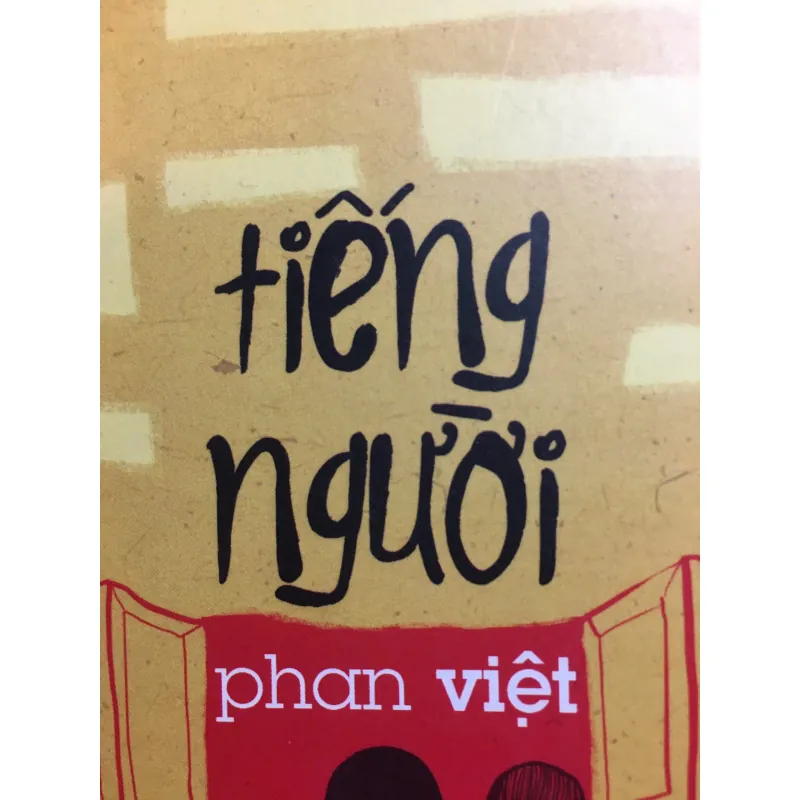 tiếng
người
phan việt